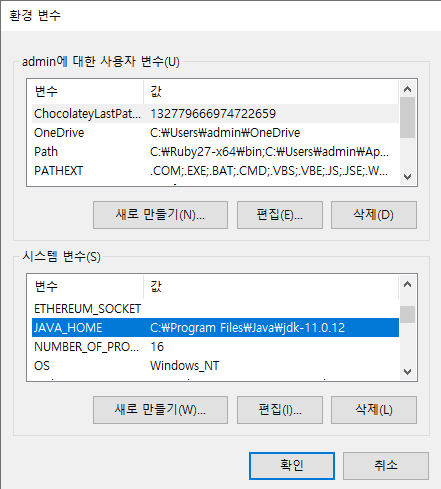 환경 변수
admin에 대한 사용자 변수(U)
변수 값
ChocolateyLastPat... 132779666974722659
OneDrive C:₩Users₩admin₩OneDrive
Path C:₩Ruby27-x64₩bin;C:₩Users₩admin₩Ap...
PATHEXT .COM;.EXE;.BAT;.CMD;.VBS;.VBE;.JS;.JSE;.W...
새로 만들기(N)... 편집(E)... 삭제(D)
시스템 변수(S)
변수 값
ETHEREUM_SOCKET
JAVA_HOME C:₩Program Files₩Java₩jdk-11.0.12
NUMBER_OF_PRO... 16
OS Windows_NT
새로 만들기(W)... 편집(I)... 삭제(L)
확인 취소